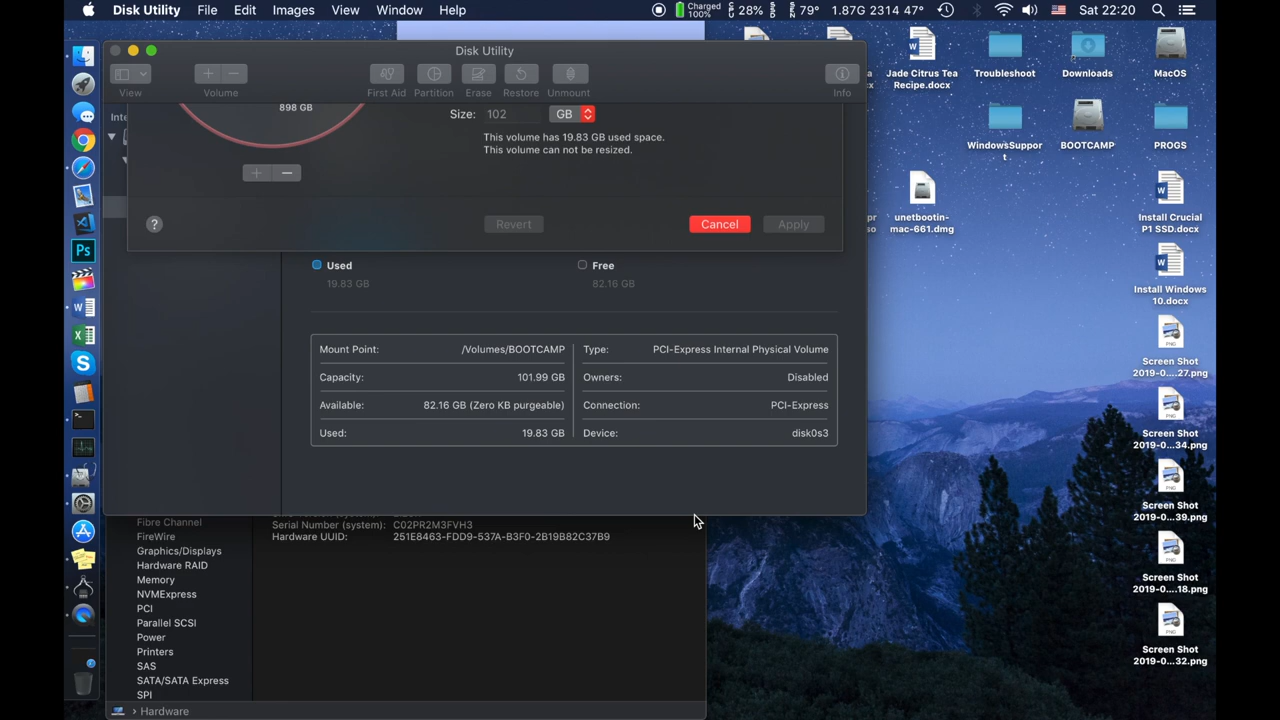 Disk Utility File Edit Images View Window Help
Charged 100% 28% 79° 1.87G 2314 47° Sat 22:20
Disk Utility
View Volume First Aid Partition Erase Restore Unmount Info
898 GB
Size: 102 GB
This volume has 19.83 GB used space.
This volume can not be resized.
? Revert Cancel Apply
Inte
Used
19.83 GB
Free
82.16 GB
Mount Point: /Volumes/BOOTCAMP
Capacity: 101.99 GB
Available: 82.16 GB (Zero KB purgeable)
Used: 19.83 GB
Type: PCI-Express Internal Physical Volume
Owners: Disabled
Connection: PCI-Express
Device: disk0s3
Serial Number (system): C02PR2M3FVH3
Hardware UUID: 251E8463-FDD9-537A-B3F0-2B19B82C37B9
Fibre Channel
FireWire
Graphics/Displays
Hardware RAID
Memory
NVMExpress
PCI
Parallel SCSI
Power
Printers
SAS
SATA/SATA Express
SPI
› Hardware
Jade Citrus Tea
Recipe.docx
Troubleshoot
Downloads
MacOS
WindowsSuppor
t
BOOTCAMP
PROGS
unetbootin-
mac-661.dmg
Install Crucial
P1 SSD.docx
Install Windows
10.docx
PNG
Screen Shot
2019-0....27.png
PNG
Screen Shot
2019-0....34.png
PNG
Screen Shot
2019-0....39.png
PNG
Screen Shot
2019-0....18.png
PNG
Screen Shot
2019-0....32.png
Ps